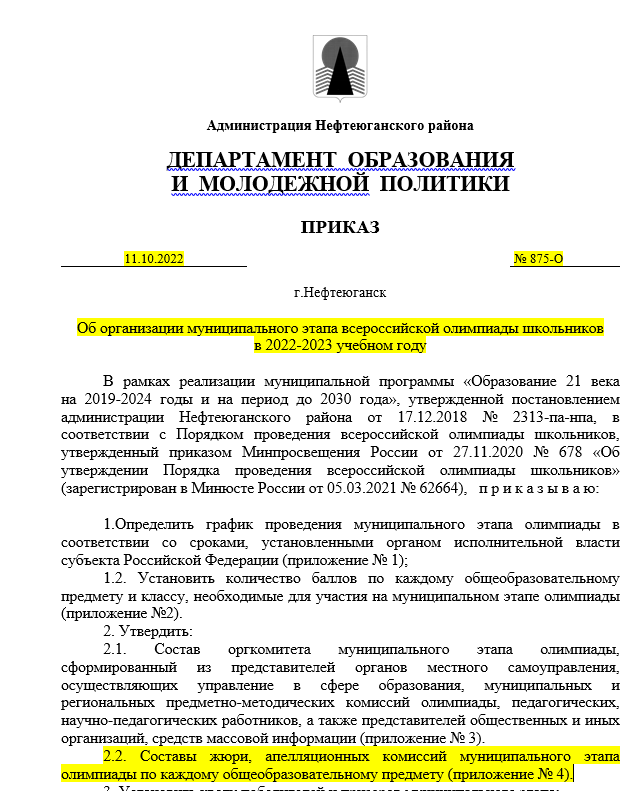 Администрация Нефтеюганского района
ДЕПАРТАМЕНТ ОБРАЗОВАНИЯ
И МОЛОДЕЖНОЙ ПОЛИТИКИ
ПРИКАЗ
11.10.2022 № 875-О
г.Нефтеюганск
Об организации муниципального этапа всероссийской олимпиады школьников
в 2022-2023 учебном году
В рамках реализации муниципальной программы «Образование 21 века
на 2019-2024 годы и на период до 2030 года», утвержденной постановлением
администрации Нефтеюганского района от 17.12.2018 № 2313-па-нпа, в
соответствии с Порядком проведения всероссийской олимпиады школьников,
утвержденный приказом Минпросвещения России от 27.11.2020 № 678 «Об
утверждении Порядка проведения всероссийской олимпиады школьников»
(зарегистрирован в Минюсте России от 05.03.2021 № 62664), п р и к а з ы в а ю:
1.Определить график проведения муниципального этапа олимпиады в
соответствии со сроками, установленными органом исполнительной власти
субъекта Российской Федерации (приложение № 1);
1.2. Установить количество баллов по каждому общеобразовательному
предмету и классу, необходимые для участия на муниципальном этапе олимпиады
(приложение №2).
2. Утвердить:
2.1. Состав оргкомитета муниципального этапа олимпиады,
сформированный из представителей органов местного самоуправления,
осуществляющих управление в сфере образования, муниципальных и
региональных предметно-методических комиссий олимпиады, педагогических,
научно-педагогических работников, а также представителей общественных и иных
организаций, средств массовой информации (приложение № 3).
2.2. Составы жюри, апелляционных комиссий муниципального этапа
олимпиады по каждому общеобразовательному предмету (приложение № 4).